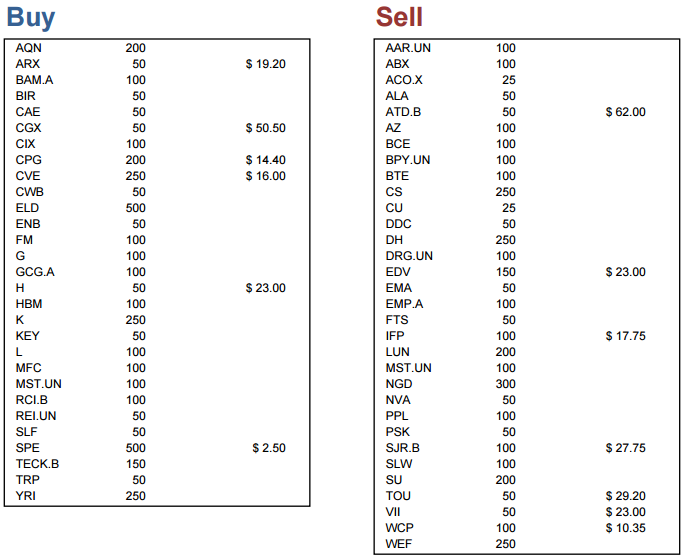 Buy
AQN 200
ARX 50 $ 19.20
BAM.A 100
BIR 50
CAE 50
CGX 50 $ 50.50
CIX 100
CPG 200 $ 14.40
CVE 250 $ 16.00
CWB 50
ELD 500
ENB 50
FM 100
G 100
GCG.A 100
H 50 $ 23.00
HBM 100
K 250
KEY 50
L 100
MFC 100
MST.UN 100
RCI.B 100
REI.UN 50
SLF 50
SPE 500 $ 2.50
TECK.B 150
TRP 50
YRI 250
Sell
AAR.UN 100
ABX 100
ACO.X 25
ALA 50
ATD.B 50 $ 62.00
AZ 100
BCE 100
BPY.UN 100
BTE 100
CS 250
CU 25
DDC 50
DH 250
DRG.UN 100
EDV 150 $ 23.00
EMA 50
EMP.A 100
FTS 50
IFP 100 $ 17.75
LUN 200
MST.UN 100
NGD 300
NVA 50
PPL 100
PSK 50
SJR.B 100 $ 27.75
SLW 100
SU 200
TOU 50 $ 29.20
VII 50 $ 23.00
WCP 100 $ 10.35
WEF 250